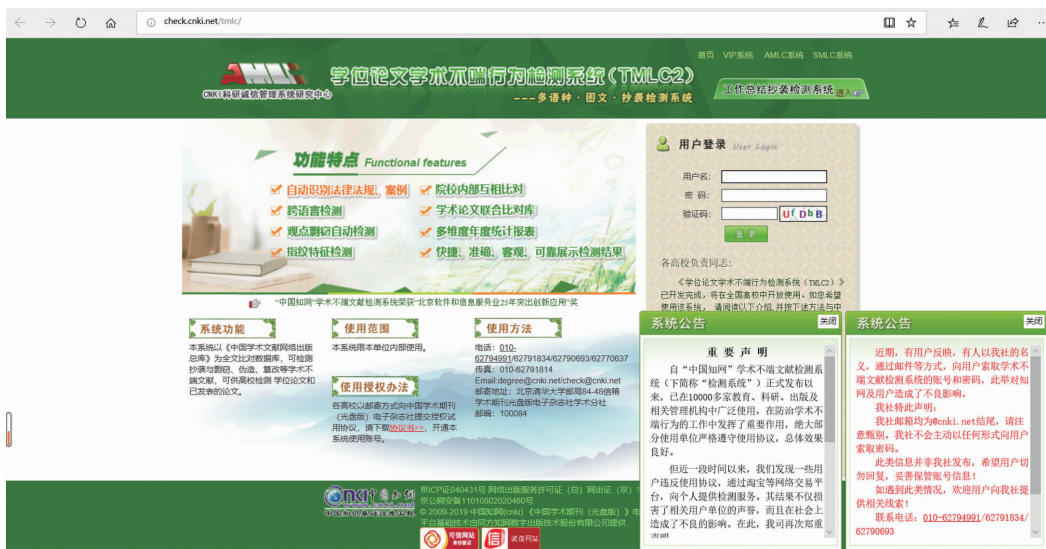 check.cnki.net/tmlc/
首页 VIP系统 AMLC系统 SMLC系统
AMLC
CNKI科研诚信管理系统研究中心
学位论文学术不端行为检测系统(TMLC2)
---多语种·图文·抄袭检测系统
工作总结抄袭检测系统 进入
功能特点 Functional features
自动识别法律法规、案例 院校内部互相比对
跨语言检测 学术论文联合比对库
观点剽窃自动检测 多维度年度统计报表
指纹特征检测 快捷、准确、客观、可靠展示检测结果
"中国知网"学术不端文献检测系统荣获"北京软件和信息服务业25年突出创新应用"奖
用户登录 User Login
用户名:
密 码:
验证码: Uf DbB
登 录
各高校负责同志:
《学位论文学术不端行为检测系统(TMLC2)》
已开发完成,将在全国高校中开放使用。如您希望
使用该系统, 请阅读以下介绍,并按下述方法与中
系统功能
本系统以《中国学术文献网络出版
总库》为全文比对数据库,可检测
抄袭与剽窃、伪造、篡改等学术不
端文献,可供高校检测 学位论文和
已发表的论文。
使用范围
本系统限本单位内部使用。
使用授权办法
各高校以邮寄方式向中国学术期刊
(光盘版)电子杂志社提交授权试
用协议,请下载协议书>>,开通本
系统使用账号。
使用方法
电话:010-
62794991/62791834/62790693/62770637
传真:010-62791814
Email:degree@cnki.net/check@cnki.net
邮寄地址:北京清华大学邮局84-48信箱
学术期刊光盘版电子杂志社学术分社
邮编:100084
系统公告 关闭
重 要 声 明
自“中国知网”学术不端文献检测系
统(下简称“检测系统”)正式发布以
来,已在10000多家教育、科研、出版及
相关管理机构中广泛使用,在防治学术不
端行为的工作中发挥了重要作用,绝大部
分使用单位严格遵守使用协议,总体效果
良好。
但近一段时间以来,我们发现一些用
户违反使用协议,通过淘宝等网络交易平
台,向个人提供检测服务。其结果不仅损
害了相关用户单位的声誉,而且在社会上
造成了不良的影响。在此,我司再次郑重
声明
系统公告 关闭
近期,有用户反映,有人以我社的名
义,通过邮件等方式,向用户索取学术不
端文献检测系统的账号和密码,此举对知
网及用户造成了不良影响。
我社特此声明:
我社邮箱均为@cnki.net结尾,请注
意甄别,我社不会主动以任何形式向用户
索取密码。
此类信息并非我社发布,希望用户切
勿回复,妥善保管账号信息!
如遇到此类情况,欢迎用户向我社提
供相关线索!
联系电话:010-62794991/62791834/
62790693
CNKI中国知网
www.cnki.net
中国知识基础设施工程
京ICP证040431号 网络出版服务许可证 (总) 网出证 (京)
京公网安备11010802020460号
© 2009-2019 中国知网(cnki) 《中国学术期刊(光盘版)》电
平台基础技术由同方知网数字出版技术股份有限公司提供
可信网站
身份验证
诚信网站